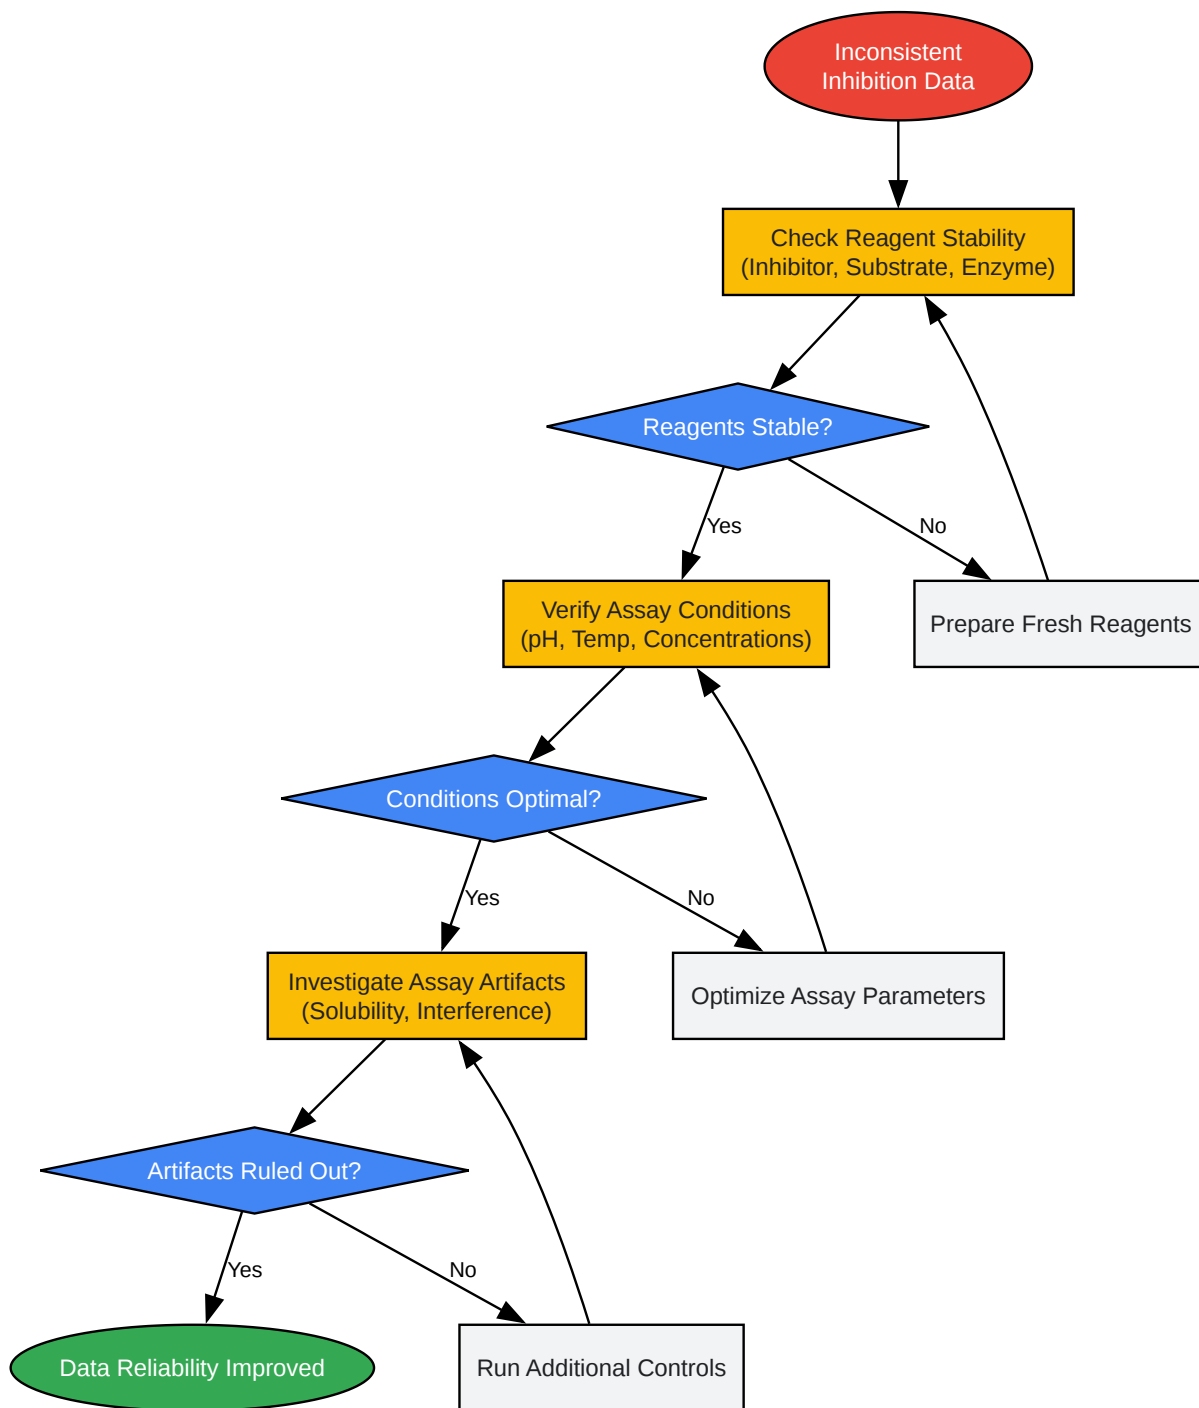 Inconsistent
Inhibition Data
Check Reagent Stability
(Inhibitor, Substrate, Enzyme)
Reagents Stable?
Yes
No
Verify Assay Conditions
(pH, Temp, Concentrations)
Prepare Fresh Reagents
Conditions Optimal?
Yes
No
Investigate Assay Artifacts
(Solubility, Interference)
Optimize Assay Parameters
Artifacts Ruled Out?
Yes
No
Data Reliability Improved
Run Additional Controls